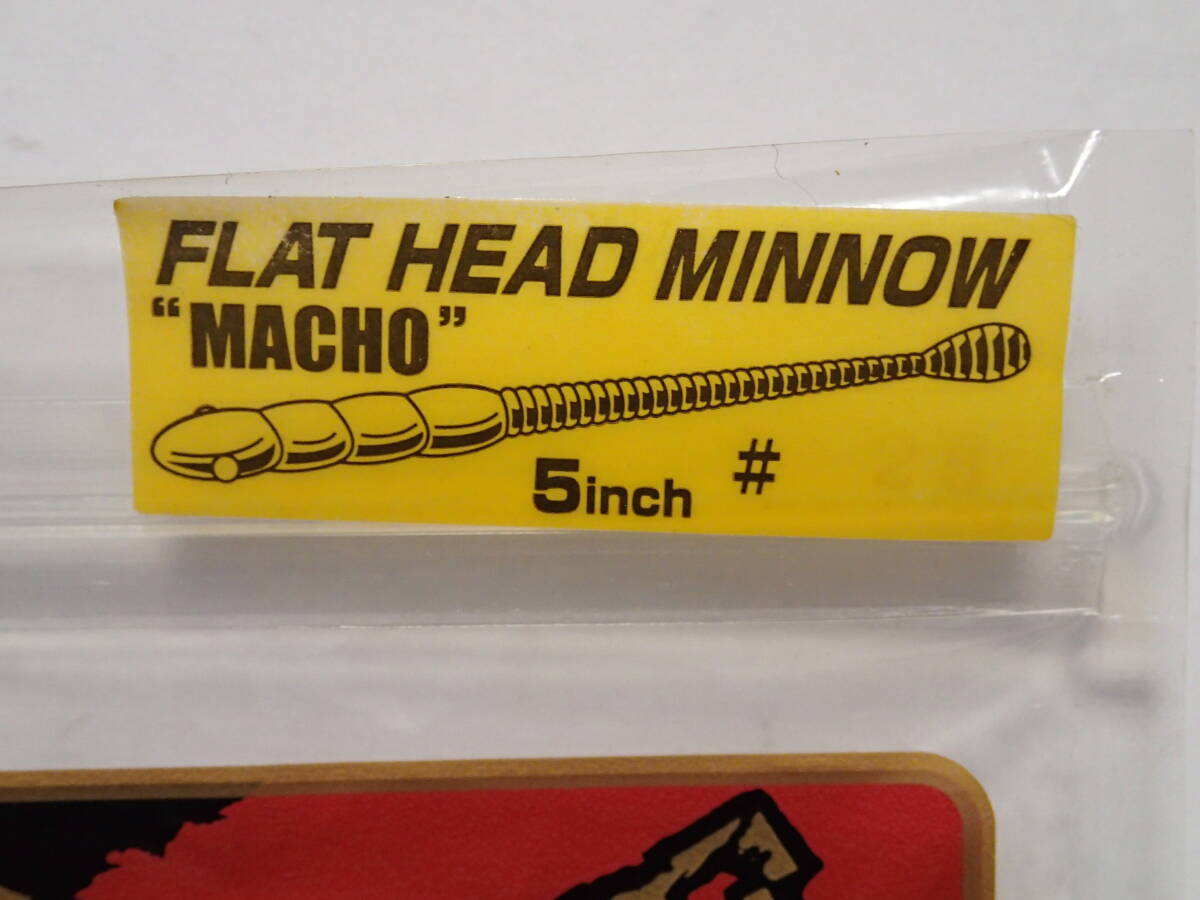 FLAT HEAD MINNOW
“MACHO”
5inch #